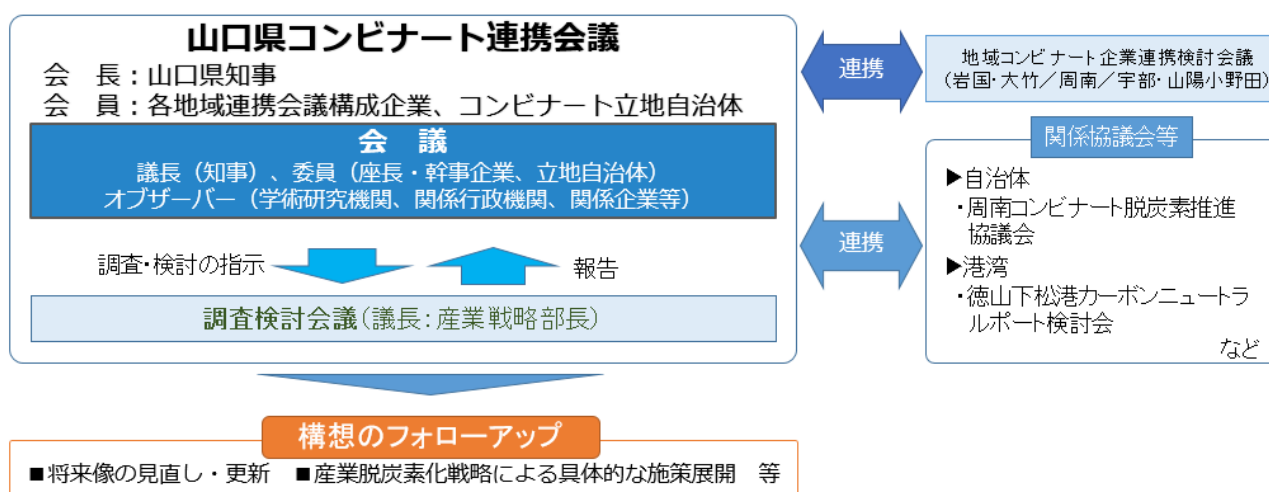 山口県コンビナート連携会議
会　長：山口県知事
会　員：各地域連携会議構成企業、コンビナート立地自治体
会　議
議長（知事）、委員（座長・幹事企業、立地自治体）
オブザーバー（学術研究機関、関係行政機関、関係企業等）
調査・検討の指示
報告
調査検討会議（議長：産業戦略部長）
連携
地域コンビナート企業連携検討会議
（岩国・大竹／周南／宇部・山陽小野田）
連携
関係協議会等
▶自治体
・周南コンビナート脱炭素推進
協議会
▶港湾
・徳山下松港カーボンニュートラ
ルポート検討会
など
構想のフォローアップ
■将来像の見直し・更新　■産業脱炭素化戦略による具体的な施策展開　等